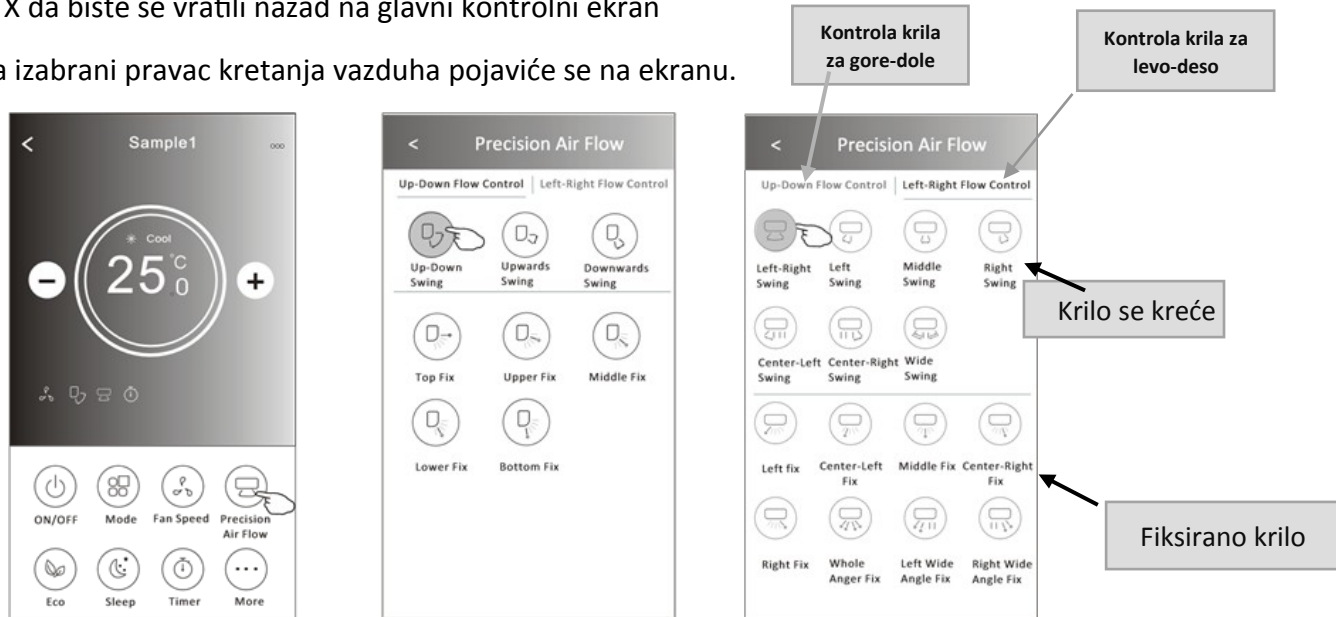 X da biste se vratili nazad na glavni kontrolni ekran
a izabrani pravac kretanja vazduha pojaviće se na ekranu.
Kontrola krila
za gore-dole
Kontrola krila za
levo-deso
< Sample1 ooo
Cool
25.0 °C
ON/OFF Mode Fan Speed Precision
Air Flow
Eco Sleep Timer More
< Precision Air Flow
Up-Down Flow Control | Left-Right Flow Control
Up-Down Upwards Downwards
Swing Swing Swing
Top Fix Upper Fix Middle Fix
Lower Fix Bottom Fix
< Precision Air Flow
Up-Down Flow Control | Left-Right Flow Control
Left-Right Left Middle Right
Swing Swing Swing Swing
Center-Left Center-Right Wide
Swing Swing Swing
Left fix Center-Left Middle Fix Center-Right
Fix Fix
Right Fix Whole Left Wide Right Wide
Anger Fix Angle Fix Angle Fix
Krilo se kreće
Fiksirano krilo